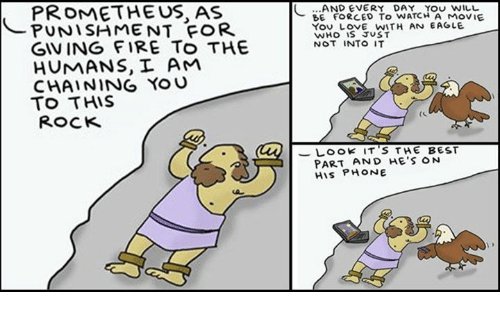 PROMETHEUS, AS
PUNISHMENT FOR
GIVING FIRE TO THE
HUMANS, I AM
CHAINING YOU
TO THIS
ROCK
...AND EVERY DAY YOU WILL
BE FORCED TO WATCH A MOVIE
YOU LOVE WITH AN EAGLE
WHO IS JUST
NOT INTO IT
– LOOK IT'S THE BEST
PART AND HE'S ON
HIS PHONE